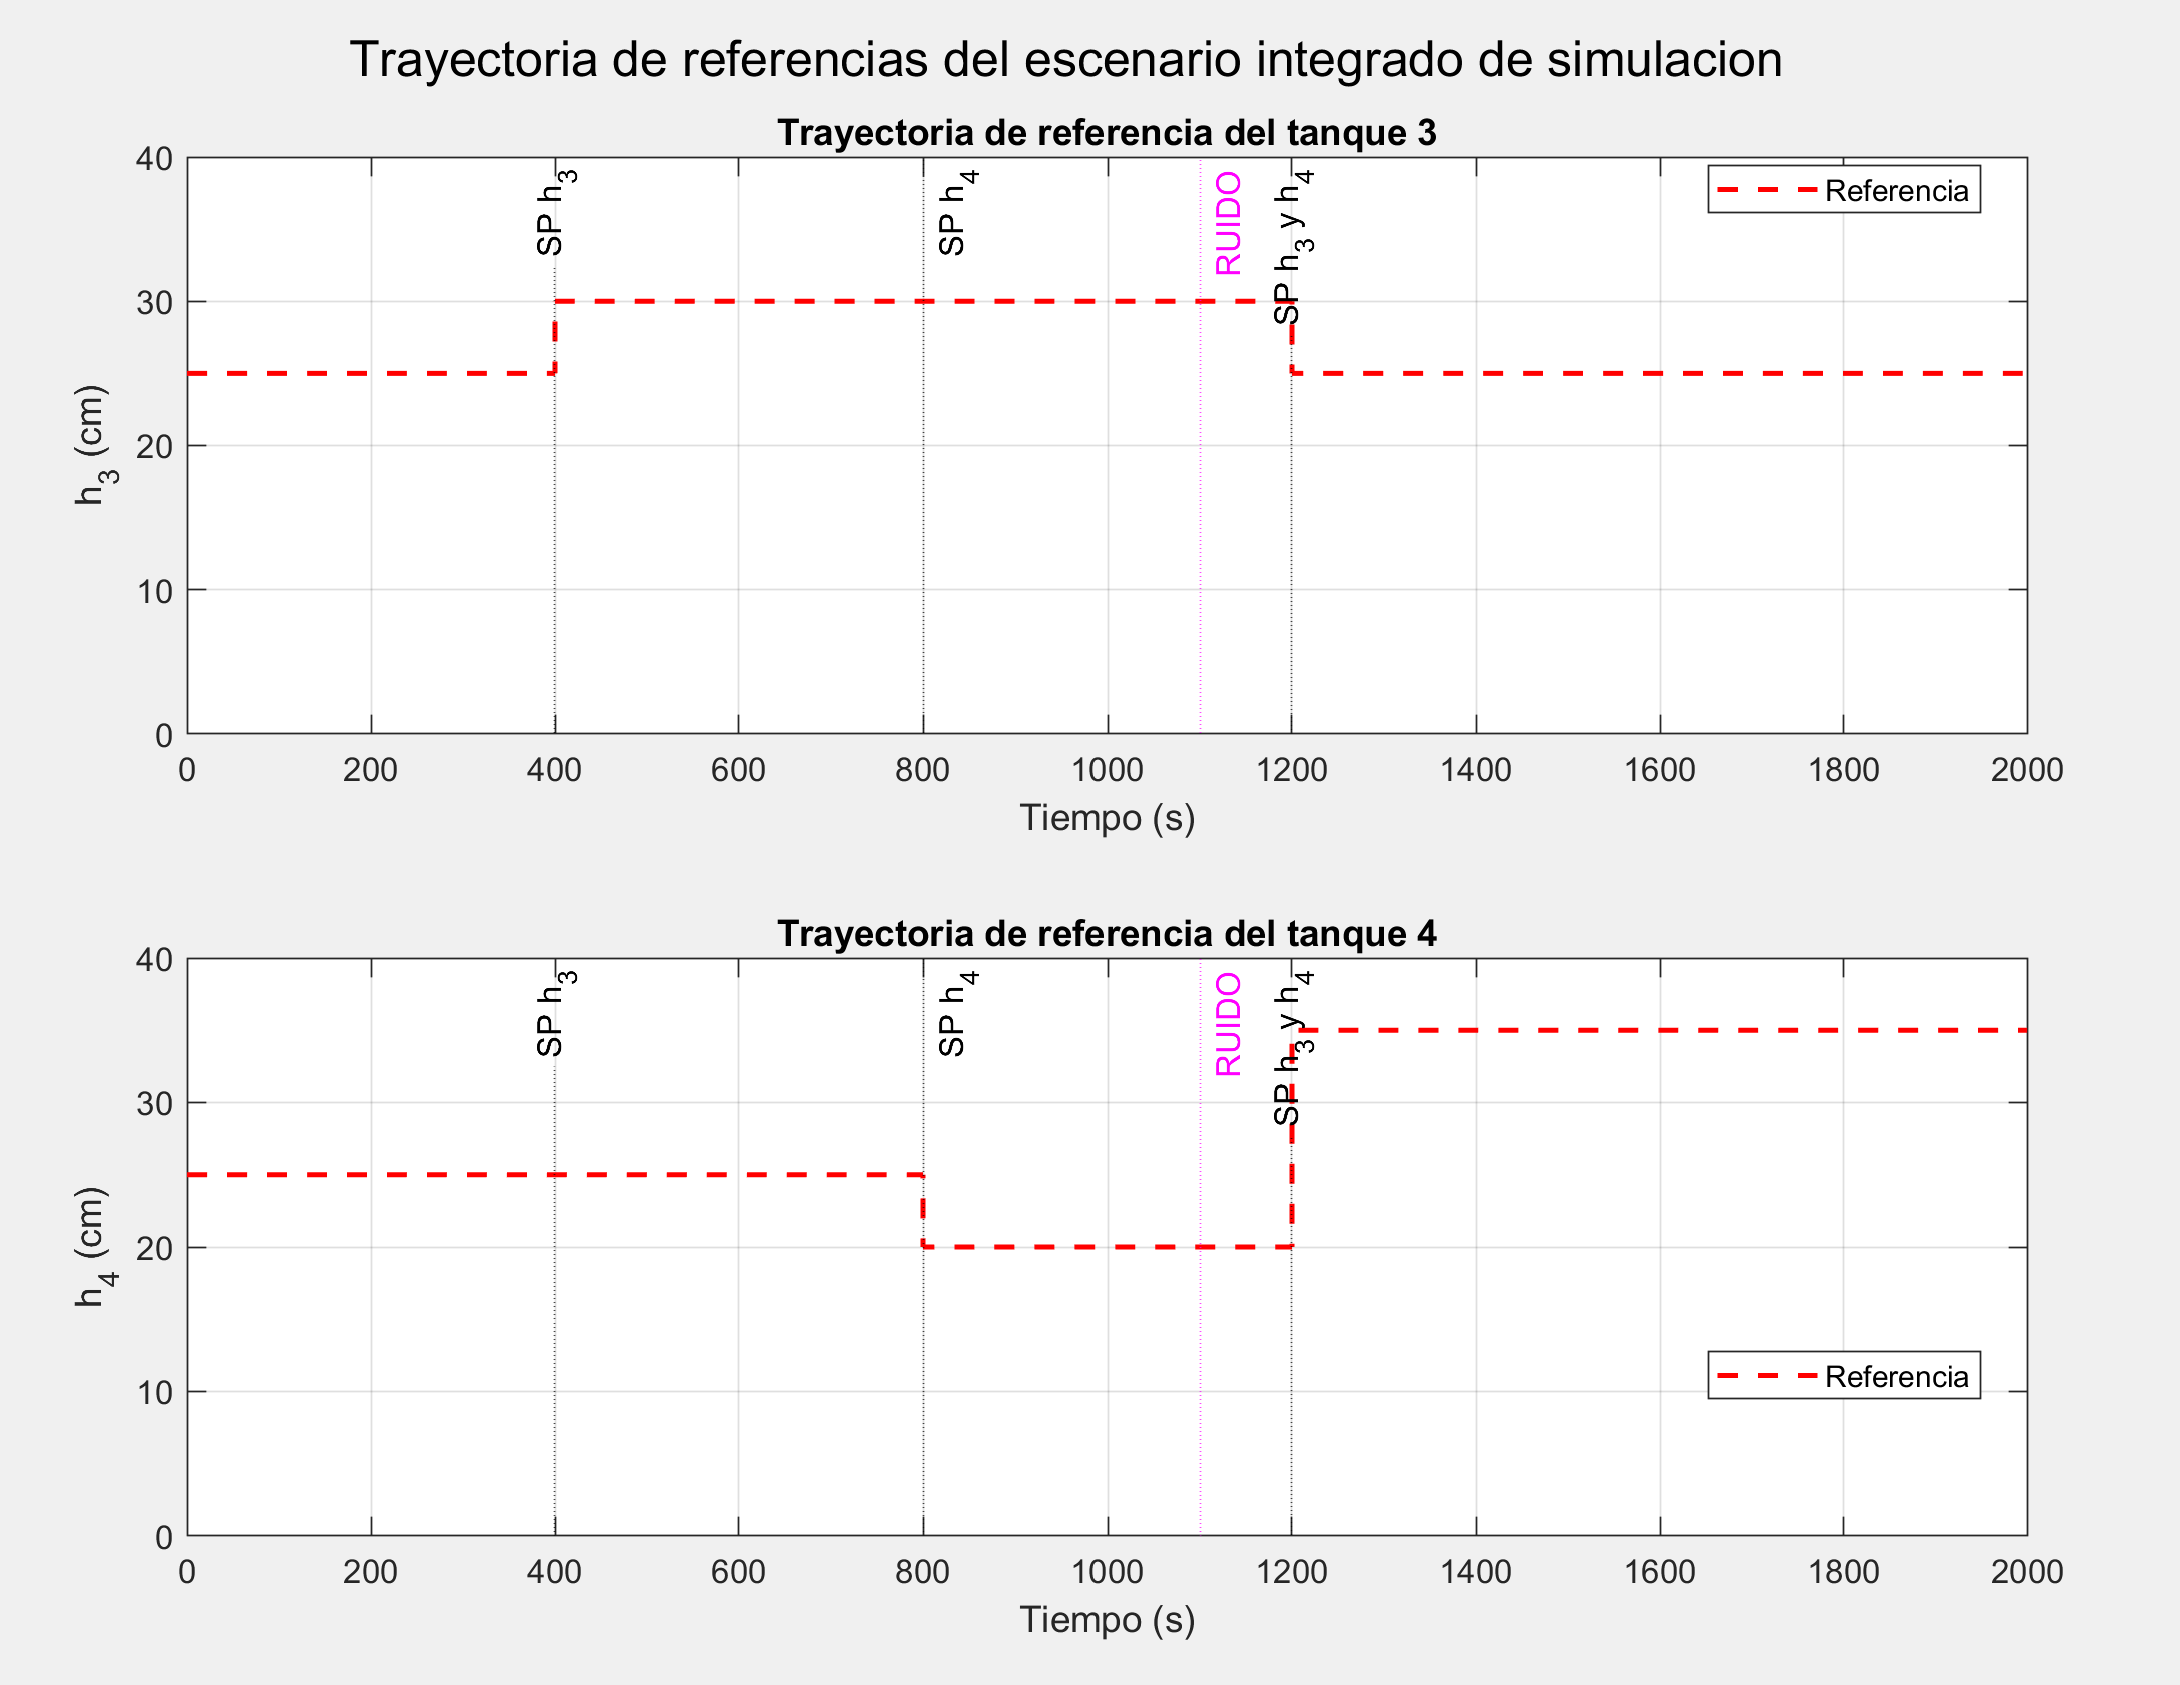 Trayectoria de referencias del escenario integrado de simulacion
Trayectoria de referencia del tanque 3
40
30
20
10
0
h3 (cm)
SP h3
SP h4
RUIDO
SP h3 y h4
Referencia
0 200 400 600 800 1000 1200 1400 1600 1800 2000
Tiempo (s)
Trayectoria de referencia del tanque 4
40
30
20
10
0
h4 (cm)
SP h3
SP h4
RUIDO
SP h3 y h4
Referencia
0 200 400 600 800 1000 1200 1400 1600 1800 2000
Tiempo (s)